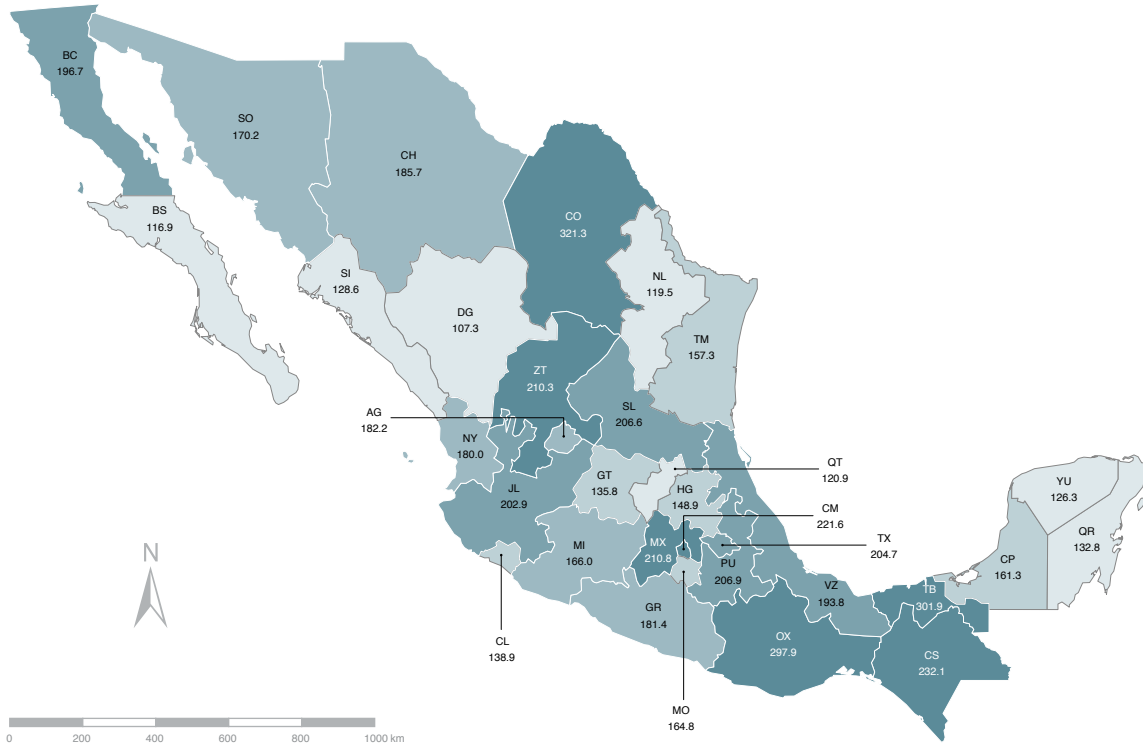 BC
196.7
SO
170.2
CH
185.7
BS
116.9
CO
321.3
SI
128.6
NL
119.5
DG
107.3
TM
157.3
ZT
210.3
AG
182.2
SL
206.6
NY
180.0
QT
120.9
GT
135.8
HG
148.9
YU
126.3
JL
202.9
CM
221.6
MX
210.8
TX
204.7
QR
132.8
MI
166.0
CP
161.3
PU
206.9
VZ
193.8
TB
301.9
GR
181.4
OX
297.9
CS
232.1
CL
138.9
MO
164.8
N
0 200 400 600 800 1000 km